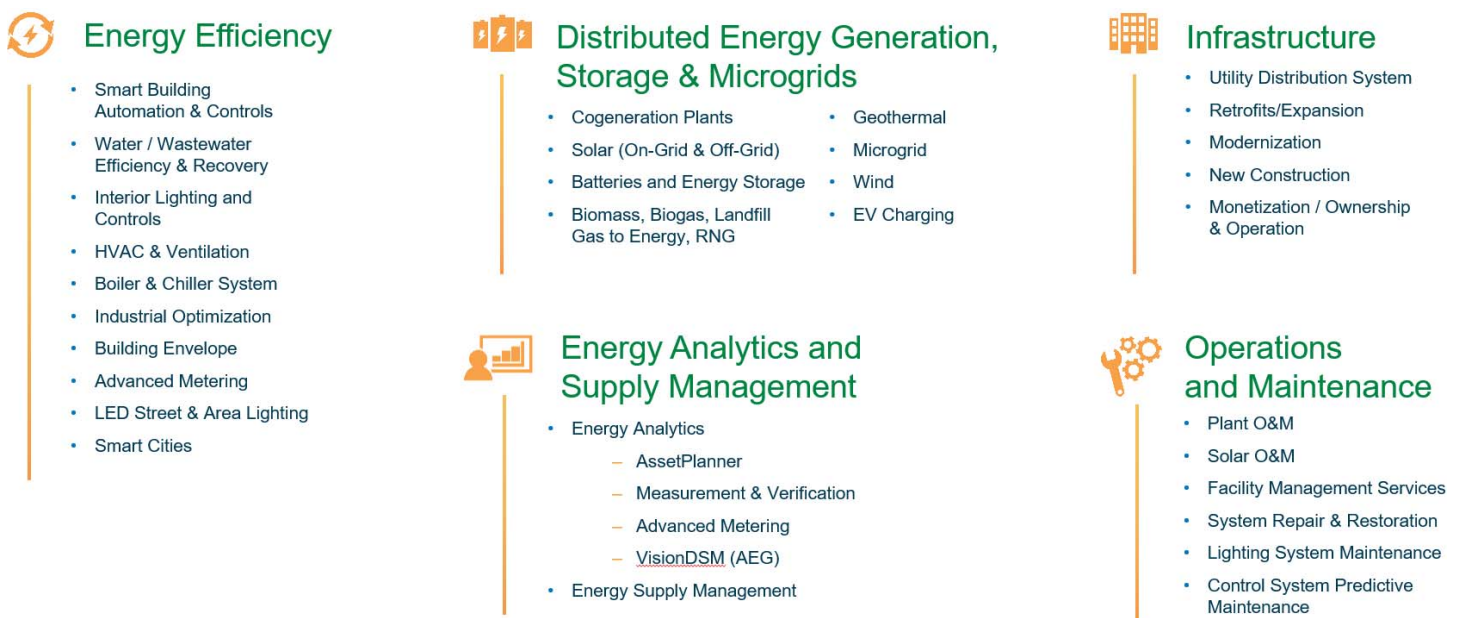 Energy Efficiency
• Smart Building
Automation & Controls
• Water / Wastewater
Efficiency & Recovery
• Interior Lighting and
Controls
• HVAC & Ventilation
• Boiler & Chiller System
• Industrial Optimization
• Building Envelope
• Advanced Metering
• LED Street & Area Lighting
• Smart Cities
Distributed Energy Generation,
Storage & Microgrids
• Cogeneration Plants
• Solar (On-Grid & Off-Grid)
• Batteries and Energy Storage
• Biomass, Biogas, Landfill
Gas to Energy, RNG
• Geothermal
• Microgrid
• Wind
• EV Charging
Infrastructure
• Utility Distribution System
• Retrofits/Expansion
• Modernization
• New Construction
• Monetization / Ownership
& Operation
Energy Analytics and
Supply Management
• Energy Analytics
– AssetPlanner
– Measurement & Verification
– Advanced Metering
– VisionDSM (AEG)
• Energy Supply Management
Operations
and Maintenance
• Plant O&M
• Solar O&M
• Facility Management Services
• System Repair & Restoration
• Lighting System Maintenance
• Control System Predictive
Maintenance